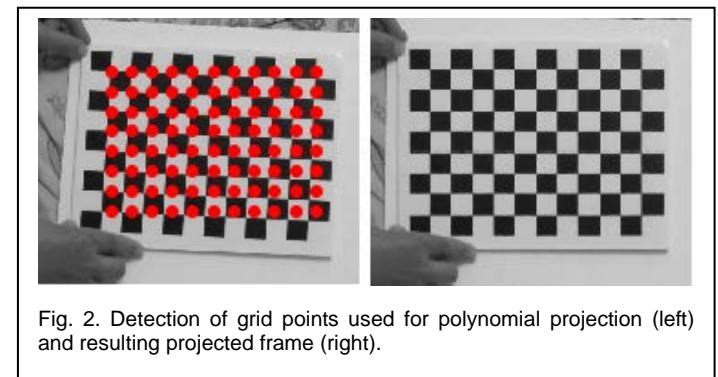 Fig. 2. Detection of grid points used for polynomial projection (left)
and resulting projected frame (right).